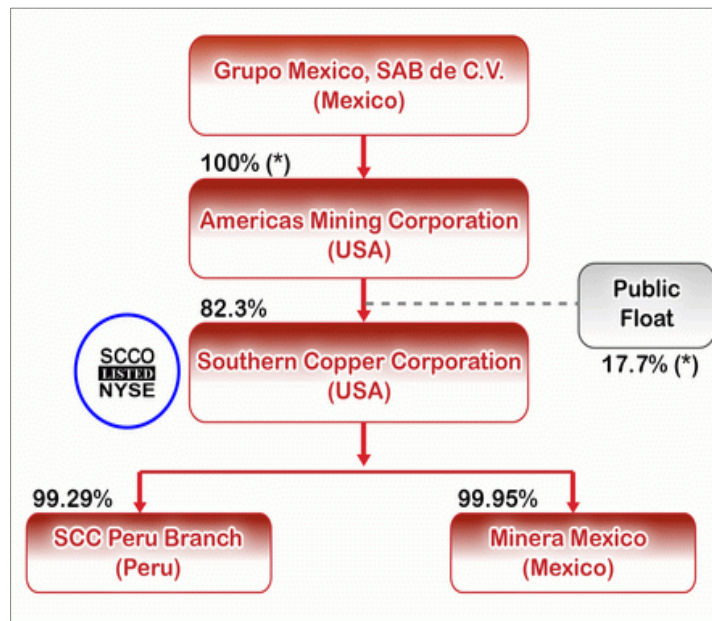 Grupo Mexico, SAB de C.V.
(Mexico)
100% (*)
Americas Mining Corporation
(USA)
82.3%
Public
Float
17.7% (*)
SCCO
LISTED
NYSE
Southern Copper Corporation
(USA)
99.29%
99.95%
SCC Peru Branch
(Peru)
Minera Mexico
(Mexico)